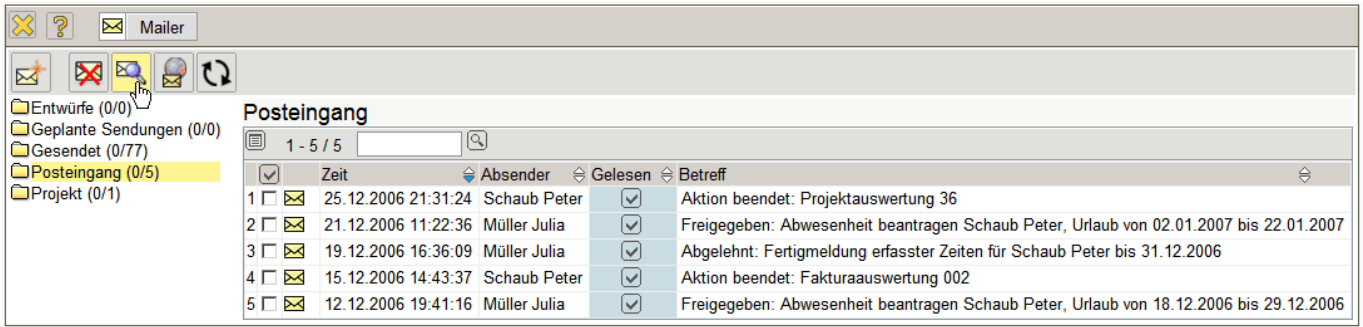 Mailer
Entwürfe (0/0)
Geplante Sendungen (0/0)
Gesendet (0/77)
Posteingang (0/5)
Projekt (0/1)
Posteingang
1 - 5 / 5
Zeit Absender Gelesen Betreff
1 25.12.2006 21:31:24 Schaub Peter Aktion beendet: Projektauswertung 36
2 21.12.2006 11:22:36 Müller Julia Freigegeben: Abwesenheit beantragen Schaub Peter, Urlaub von 02.01.2007 bis 22.01.2007
3 19.12.2006 16:36:09 Müller Julia Abgelehnt: Fertigmeldung erfasster Zeiten für Schaub Peter bis 31.12.2006
4 15.12.2006 14:43:37 Schaub Peter Aktion beendet: Fakturaauswertung 002
5 12.12.2006 19:41:16 Müller Julia Freigegeben: Abwesenheit beantragen Schaub Peter, Urlaub von 18.12.2006 bis 29.12.2006